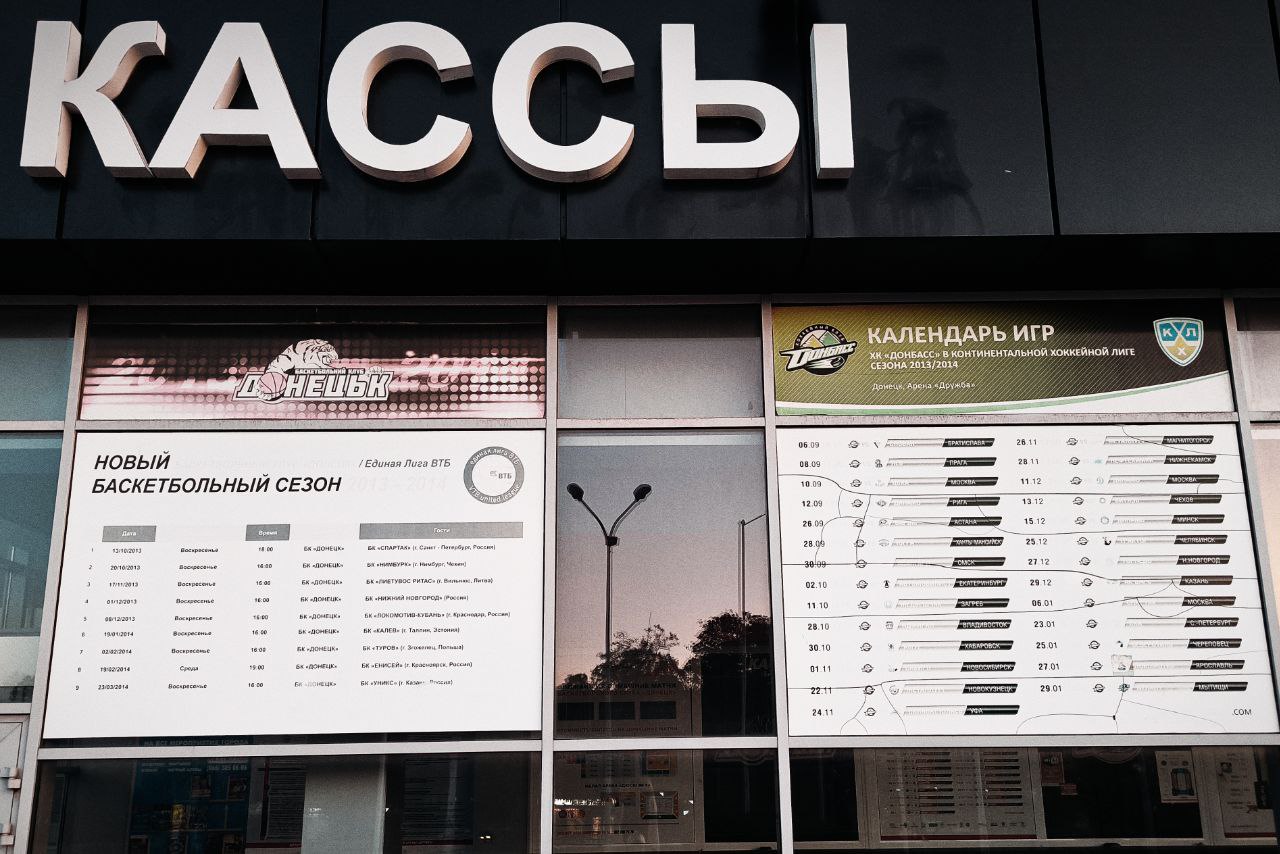 КАССЫ
БАСКЕТБОЛЬНЫЙ КЛУБ
ДОНЕЦЬК
НОВЫЙ
БАСКЕТБОЛЬНЫЙ СЕЗОН
/ Единая Лига ВТБ
единая лига ВТБ
ВТБ
VTB united league
Дата Время Гости
1 13/10/2013 Воскресенье 18:00 БК «ДОНЕЦК» БК «СПАРТАК» (г. Санкт - Петербург, Россия)
2 20/10/2013 Воскресенье 16:00 БК «ДОНЕЦК» БК «НИМБУРК» (г. Нимбург, Чехия)
3 17/11/2013 Воскресенье 16:00 БК «ДОНЕЦК» БК «ЛИЕТУВОС РИТАС» (г. Вильнюс, Литва)
4 01/12/2013 Воскресенье 16:00 БК «ДОНЕЦК» БК «НИЖНИЙ НОВГОРОД» (Россия)
5 08/12/2013 Воскресенье 16:00 БК «ДОНЕЦК» БК «ЛОКОМОТИВ-КУБАНЬ» (г. Краснодар, Россия)
6 19/01/2014 Воскресенье 16:00 БК «ДОНЕЦК» БК «КАЛЕВ» (г. Таллин, Эстония)
7 02/02/2014 Воскресенье 16:00 БК «ДОНЕЦК» БК «ТУРОВ» (г. Згожелец, Польша)
8 19/02/2014 Среда 19:00 БК «ДОНЕЦК» БК «ЕНИСЕЙ» (г. Красноярск, Россия)
9 23/03/2014 Воскресенье 16:00 БК «ДОНЕЦК» БК «УНИКС» (г. Казань, Россия)
ДОНБАСС
КАЛЕНДАРЬ ИГР
ХК «ДОНБАСС» В КОНТИНЕНТАЛЬНОЙ ХОККЕЙНОЙ ЛИГЕ
СЕЗОНА 2013/2014
Донецк, Арена «Дружба»
КХЛ
06.09 БРАТИСЛАВА
08.09 ПРАГА
10.09 МОСКВА
12.09 РИГА
26.09 АСТАНА
28.09 ХАНТЫ-МАНСИЙСК
30.09 ОМСК
02.10 ЕКАТЕРИНБУРГ
11.10 ЗАГРЕБ
28.10 ВЛАДИВОСТОК
30.10 ХАБАРОВСК
01.11 НОВОСИБИРСК
22.11 НОВОКУЗНЕЦК
24.11 УФА
26.11 МАГНИТОГОРСК
28.11 НИЖНЕКАМСК
11.12 МОСКВА
13.12 ЧЕХОВ
15.12 МИНСК
25.12 ЧЕЛЯБИНСК
27.12 Н.НОВГОРОД
29.12 КАЗАНЬ
06.01 МОСКВА
23.01 С.-ПЕТЕРБУРГ
25.01 ЧЕРЕПОВЕЦ
27.01 ЯРОСЛАВЛЬ
29.01 МЫТИЩИ
.COM